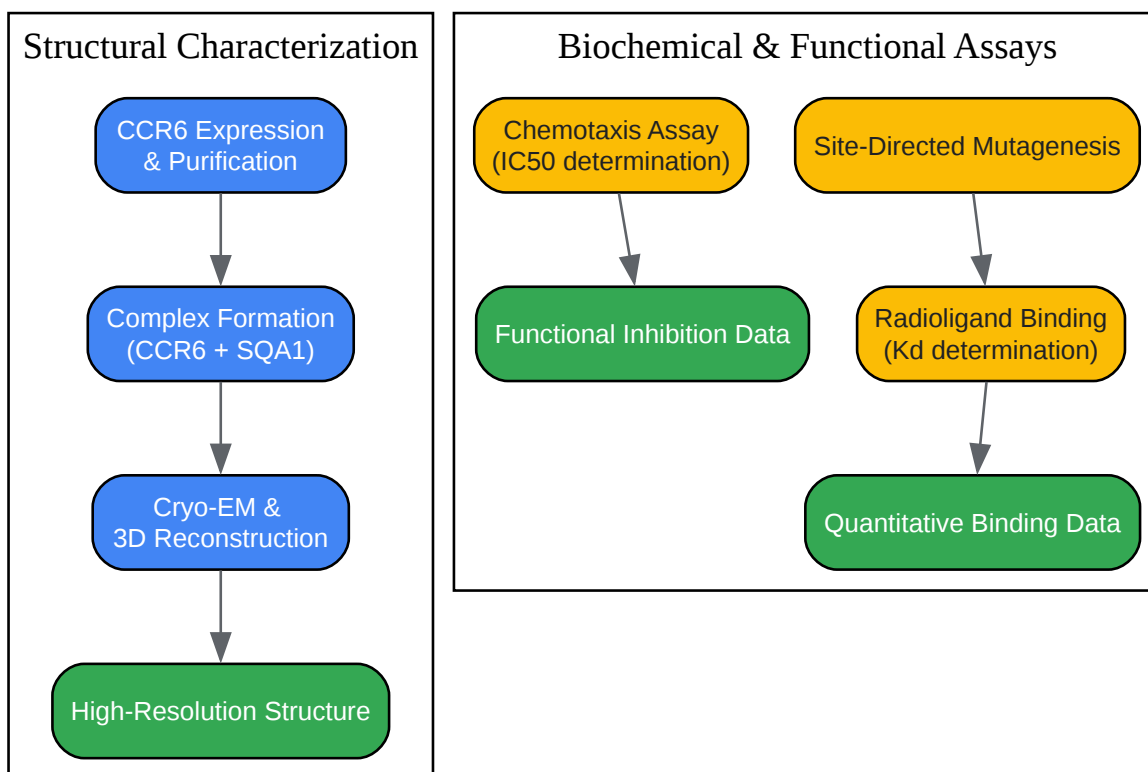 Structural Characterization
CCR6 Expression
& Purification
Complex Formation
(CCR6 + SQA1)
Cryo-EM &
3D Reconstruction
High-Resolution Structure
Biochemical & Functional Assays
Chemotaxis Assay
(IC50 determination)
Functional Inhibition Data
Site-Directed Mutagenesis
Radioligand Binding
(Kd determination)
Quantitative Binding Data